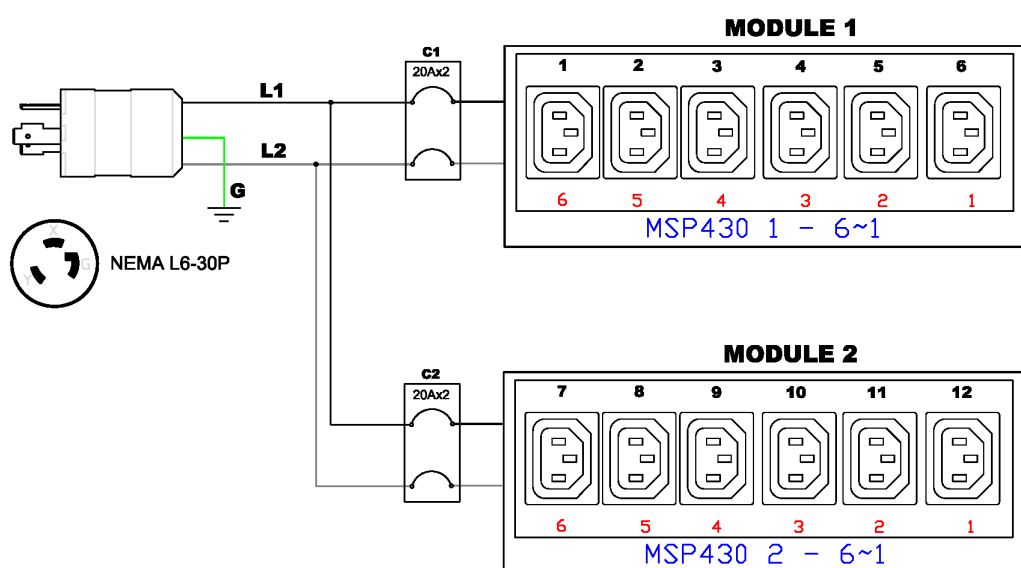 MODULE 1
C1
20Ax2
1 2 3 4 5 6
L1
L2
G
6 5 4 3 2 1
MSP430 1 - 6~1
X
G
Y
NEMA L6-30P
MODULE 2
C2
20Ax2
7 8 9 10 11 12
6 5 4 3 2 1
MSP430 2 - 6~1